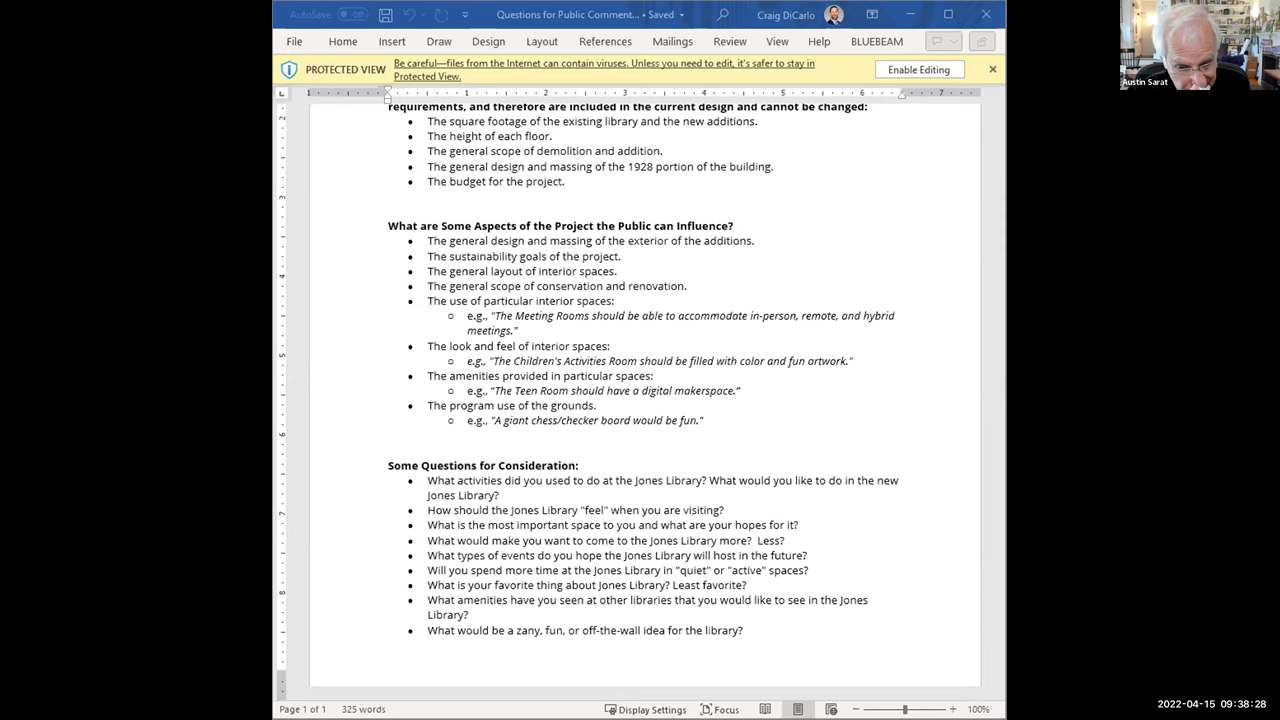 AutoSave Off Questions for Public Comment... • Saved Craig DiCarlo
File Home Insert Draw Design Layout References Mailings Review View Help BLUEBEAM
PROTECTED VIEW Be careful—files from the Internet can contain viruses. Unless you need to edit, it's safer to stay in
Protected View.
Enable Editing
Austin Sarat
1 1 2 3 4 5 6 7
requirements, and therefore are included in the current design and cannot be changed:
• The square footage of the existing library and the new additions.
• The height of each floor.
• The general scope of demolition and addition.
• The general design and massing of the 1928 portion of the building.
• The budget for the project.
What are Some Aspects of the Project the Public can Influence?
• The general design and massing of the exterior of the additions.
• The sustainability goals of the project.
• The general layout of interior spaces.
• The general scope of conservation and renovation.
• The use of particular interior spaces:
o e.g., "The Meeting Rooms should be able to accommodate in-person, remote, and hybrid
meetings."
• The look and feel of interior spaces:
o e.g., "The Children's Activities Room should be filled with color and fun artwork."
• The amenities provided in particular spaces:
o e.g., "The Teen Room should have a digital makerspace.”
• The program use of the grounds.
o e.g., "A giant chess/checker board would be fun."
Some Questions for Consideration:
• What activities did you used to do at the Jones Library? What would you like to do in the new
Jones Library?
• How should the Jones Library "feel" when you are visiting?
• What is the most important space to you and what are your hopes for it?
• What would make you want to come to the Jones Library more? Less?
• What types of events do you hope the Jones Library will host in the future?
• Will you spend more time at the Jones Library in "quiet" or "active" spaces?
• What is your favorite thing about Jones Library? Least favorite?
• What amenities have you seen at other libraries that you would like to see in the Jones
Library?
• What would be a zany, fun, or off-the-wall idea for the library?
2
3
4
5
6
7
8
Page 1 of 1 325 words Display Settings Focus 100%
2022-04-15 09:38:28